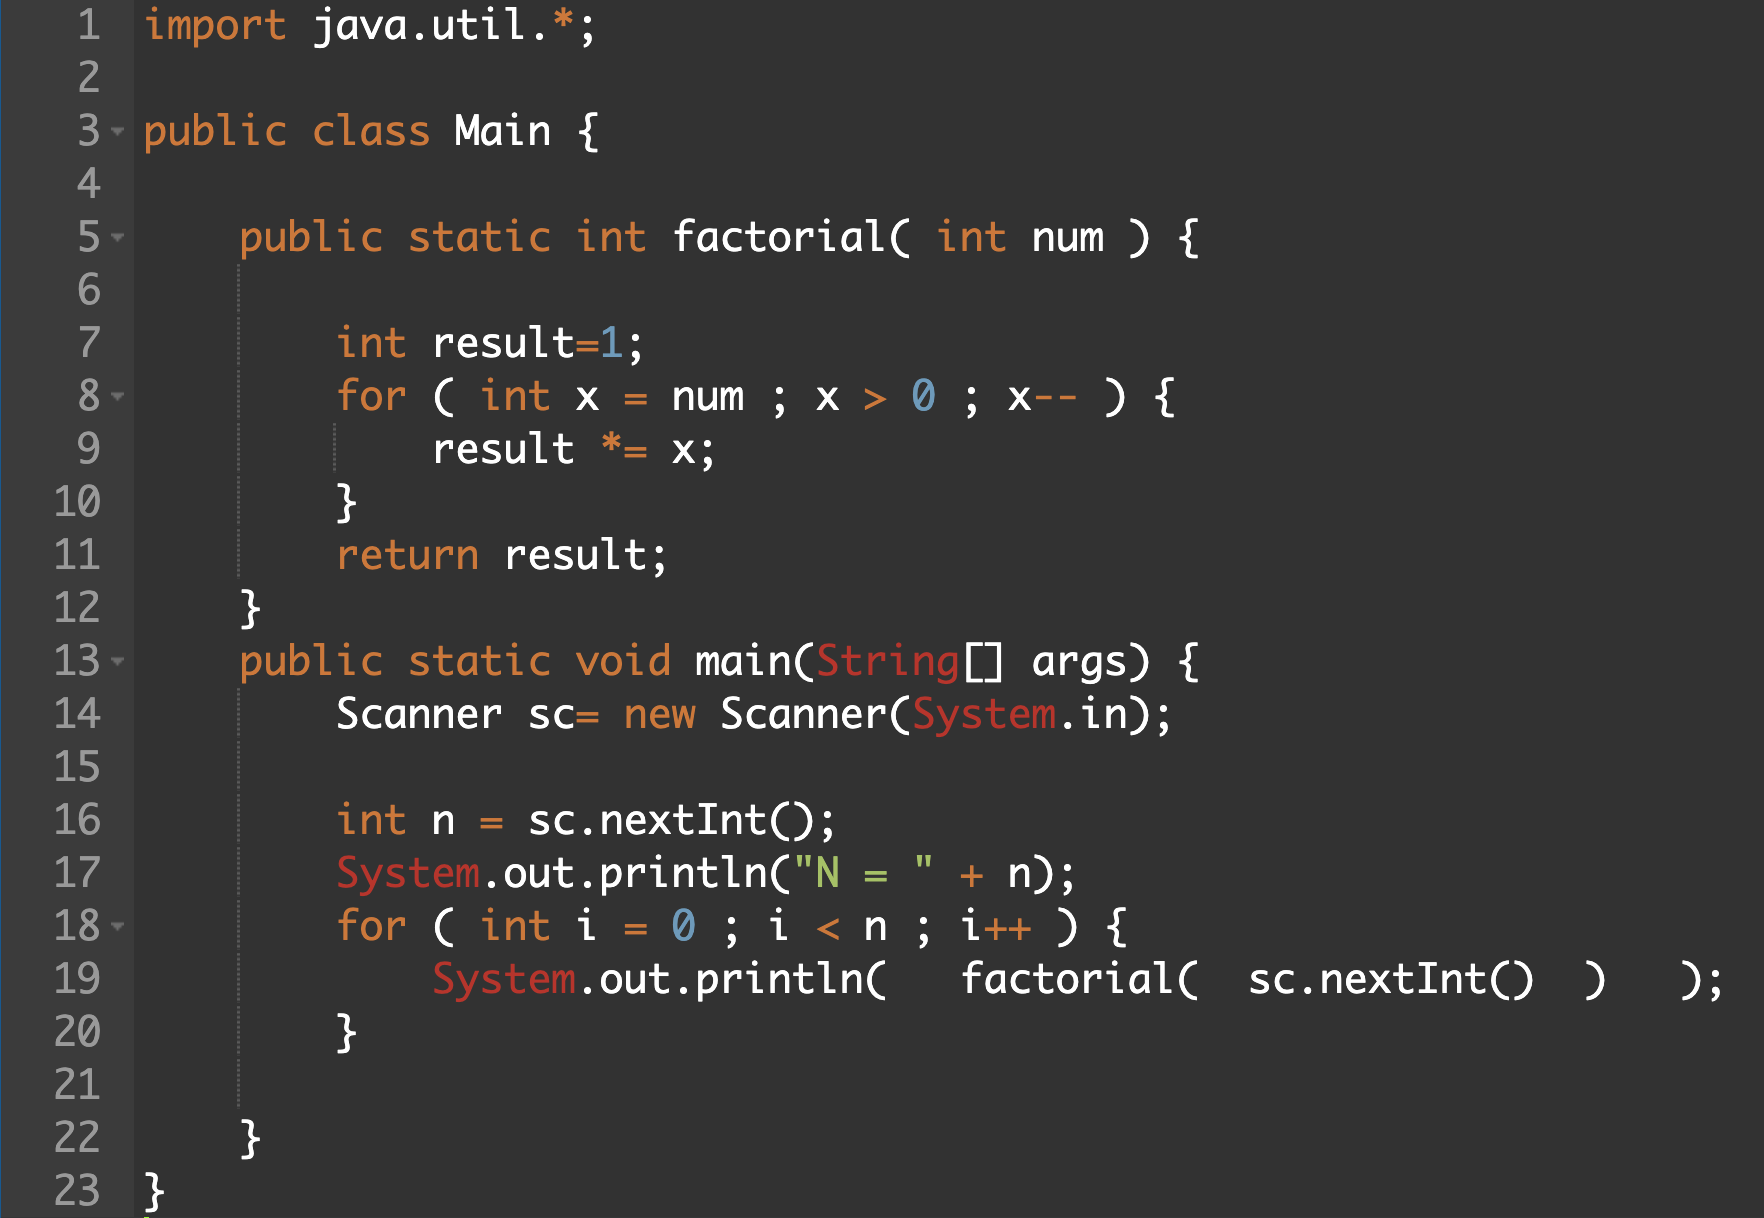 1 import java.util.*;
2
3 public class Main {
4
5     public static int factorial( int num ) {
6
7         int result=1;
8         for ( int x = num ; x > 0 ; x-- ) {
9             result *= x;
10         }
11         return result;
12     }
13     public static void main(String[] args) {
14         Scanner sc= new Scanner(System.in);
15
16         int n = sc.nextInt();
17         System.out.println("N = " + n);
18         for ( int i = 0 ; i < n ; i++ ) {
19             System.out.println(   factorial(  sc.nextInt()  )   );
20         }
21
22     }
23 }